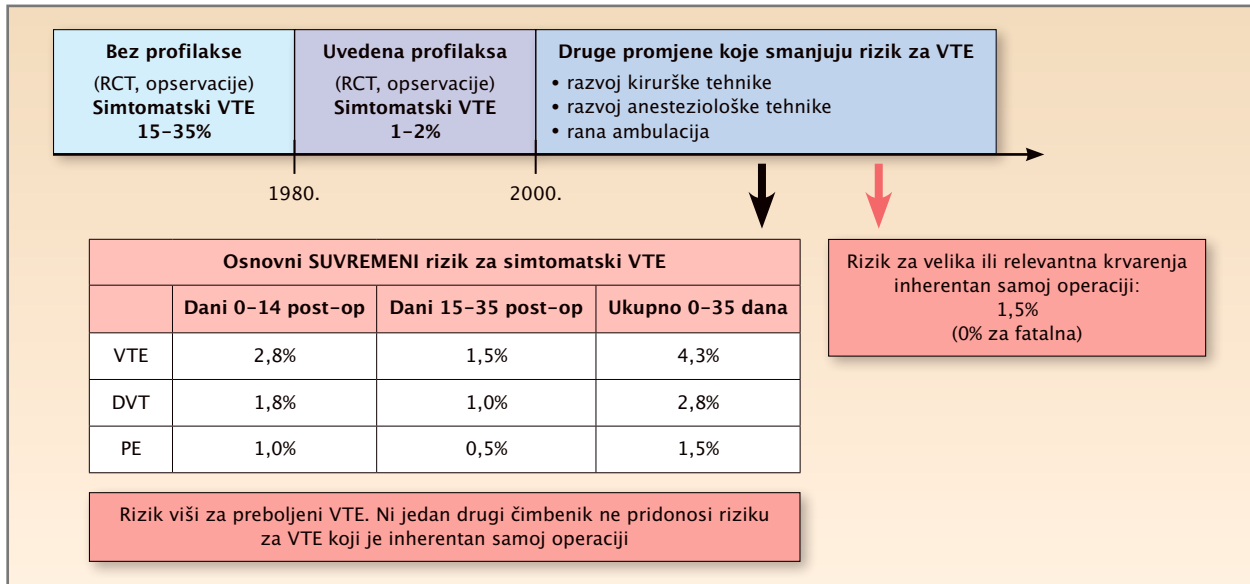 Bez profilakse
(RCT, opservacije)
Simtomatski VTE
15–35%
Uvedena profilaksa
(RCT, opservacije)
Simtomatski VTE
1–2%
Druge promjene koje smanjuju rizik za VTE
• razvoj kirurške tehnike
• razvoj anesteziološke tehnike
• rana ambulacija
1980.
2000.
Osnovni SUVREMENI rizik za simtomatski VTE
Dani 0–14 post-op Dani 15–35 post-op Ukupno 0–35 dana
VTE 2,8% 1,5% 4,3%
DVT 1,8% 1,0% 2,8%
PE 1,0% 0,5% 1,5%
Rizik za velika ili relevantna krvarenja
inherentan samoj operaciji:
1,5%
(0% za fatalna)
Rizik viši za preboljeni VTE. Ni jedan drugi čimbenik ne pridonosi riziku
za VTE koji je inherentan samoj operaciji